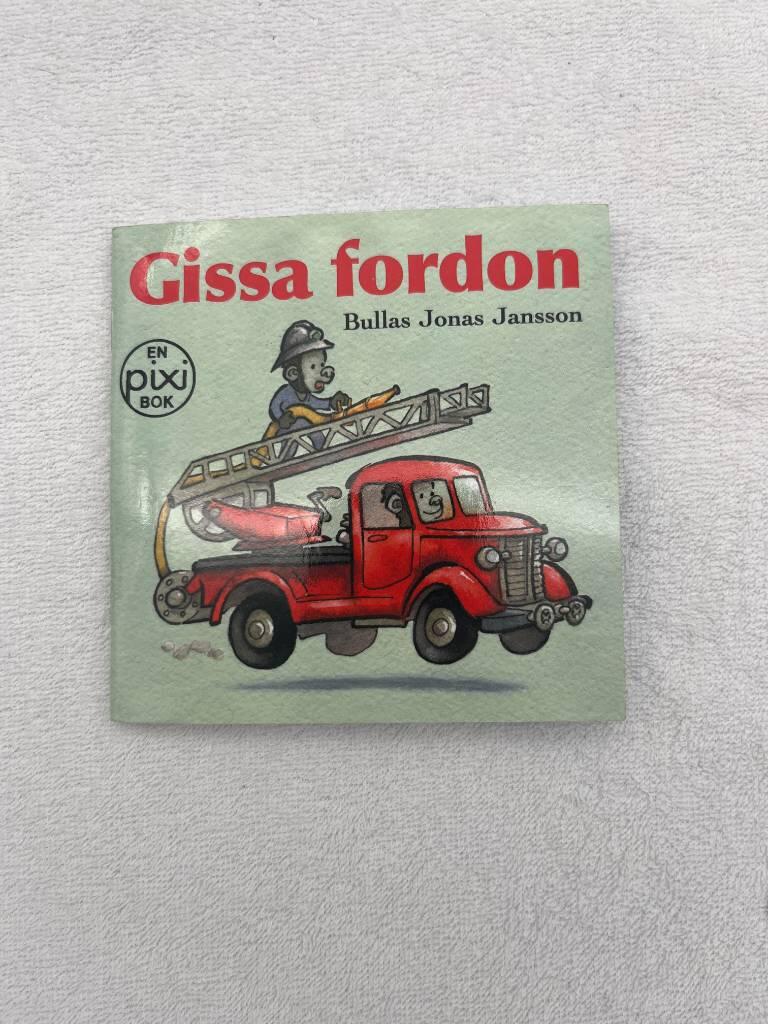 Gissa fordon
Bullas Jonas Jansson
EN
pixi
BOK